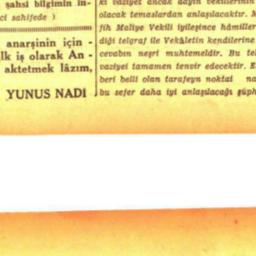 şahsi bilgimin in-
ci sahifede )
anarşinin için -
lk iş olarak An -
aktetmek lâzım,
YUNUS NADİ
ki vaziyet ancak dayin vekillerinin
olacak temaslardan anlaşılacaktır. M
fih Maliye Vekili iyileşince hâmiller
diği telgraf ile Vekâletin kendilerine
cevabın neşri muhtemeldir. Bu tel
vaziyet tamamen tenvir edecektir. E
beri belli olan tarafeyn noktai na
bu sefer daha iyi anlaşılacağı şüph